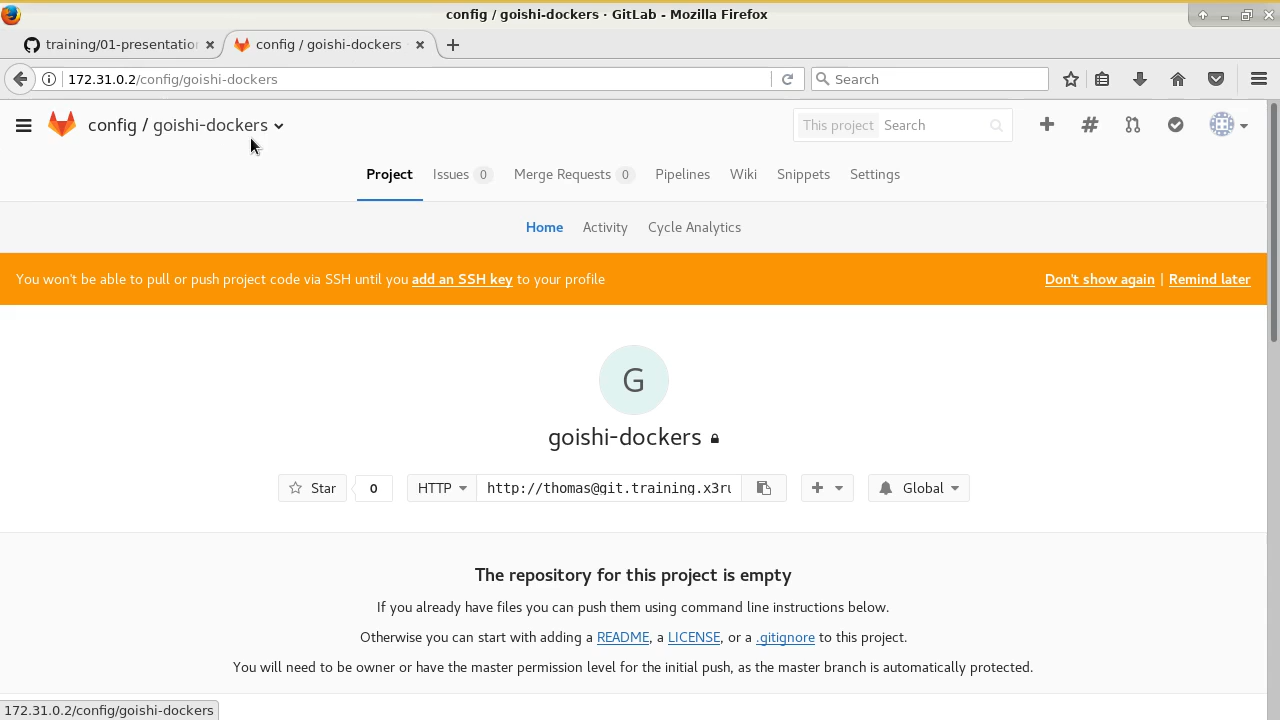 config / goishi-dockers · GitLab - Mozilla Firefox
training/01-presentation
config / goishi-dockers
172.31.0.2/config/goishi-dockers
Search
config / goishi-dockers
This project Search
Project Issues 0 Merge Requests 0 Pipelines Wiki Snippets Settings
Home Activity Cycle Analytics
You won't be able to pull or push project code via SSH until you add an SSH key to your profile
Don't show again | Remind later
G
goishi-dockers
Star 0 HTTP http://thomas@git.training.x3ru Global
The repository for this project is empty
If you already have files you can push them using command line instructions below.
Otherwise you can start with adding a README, a LICENSE, or a .gitignore to this project.
You will need to be owner or have the master permission level for the initial push, as the master branch is automatically protected.
172.31.0.2/config/goishi-dockers